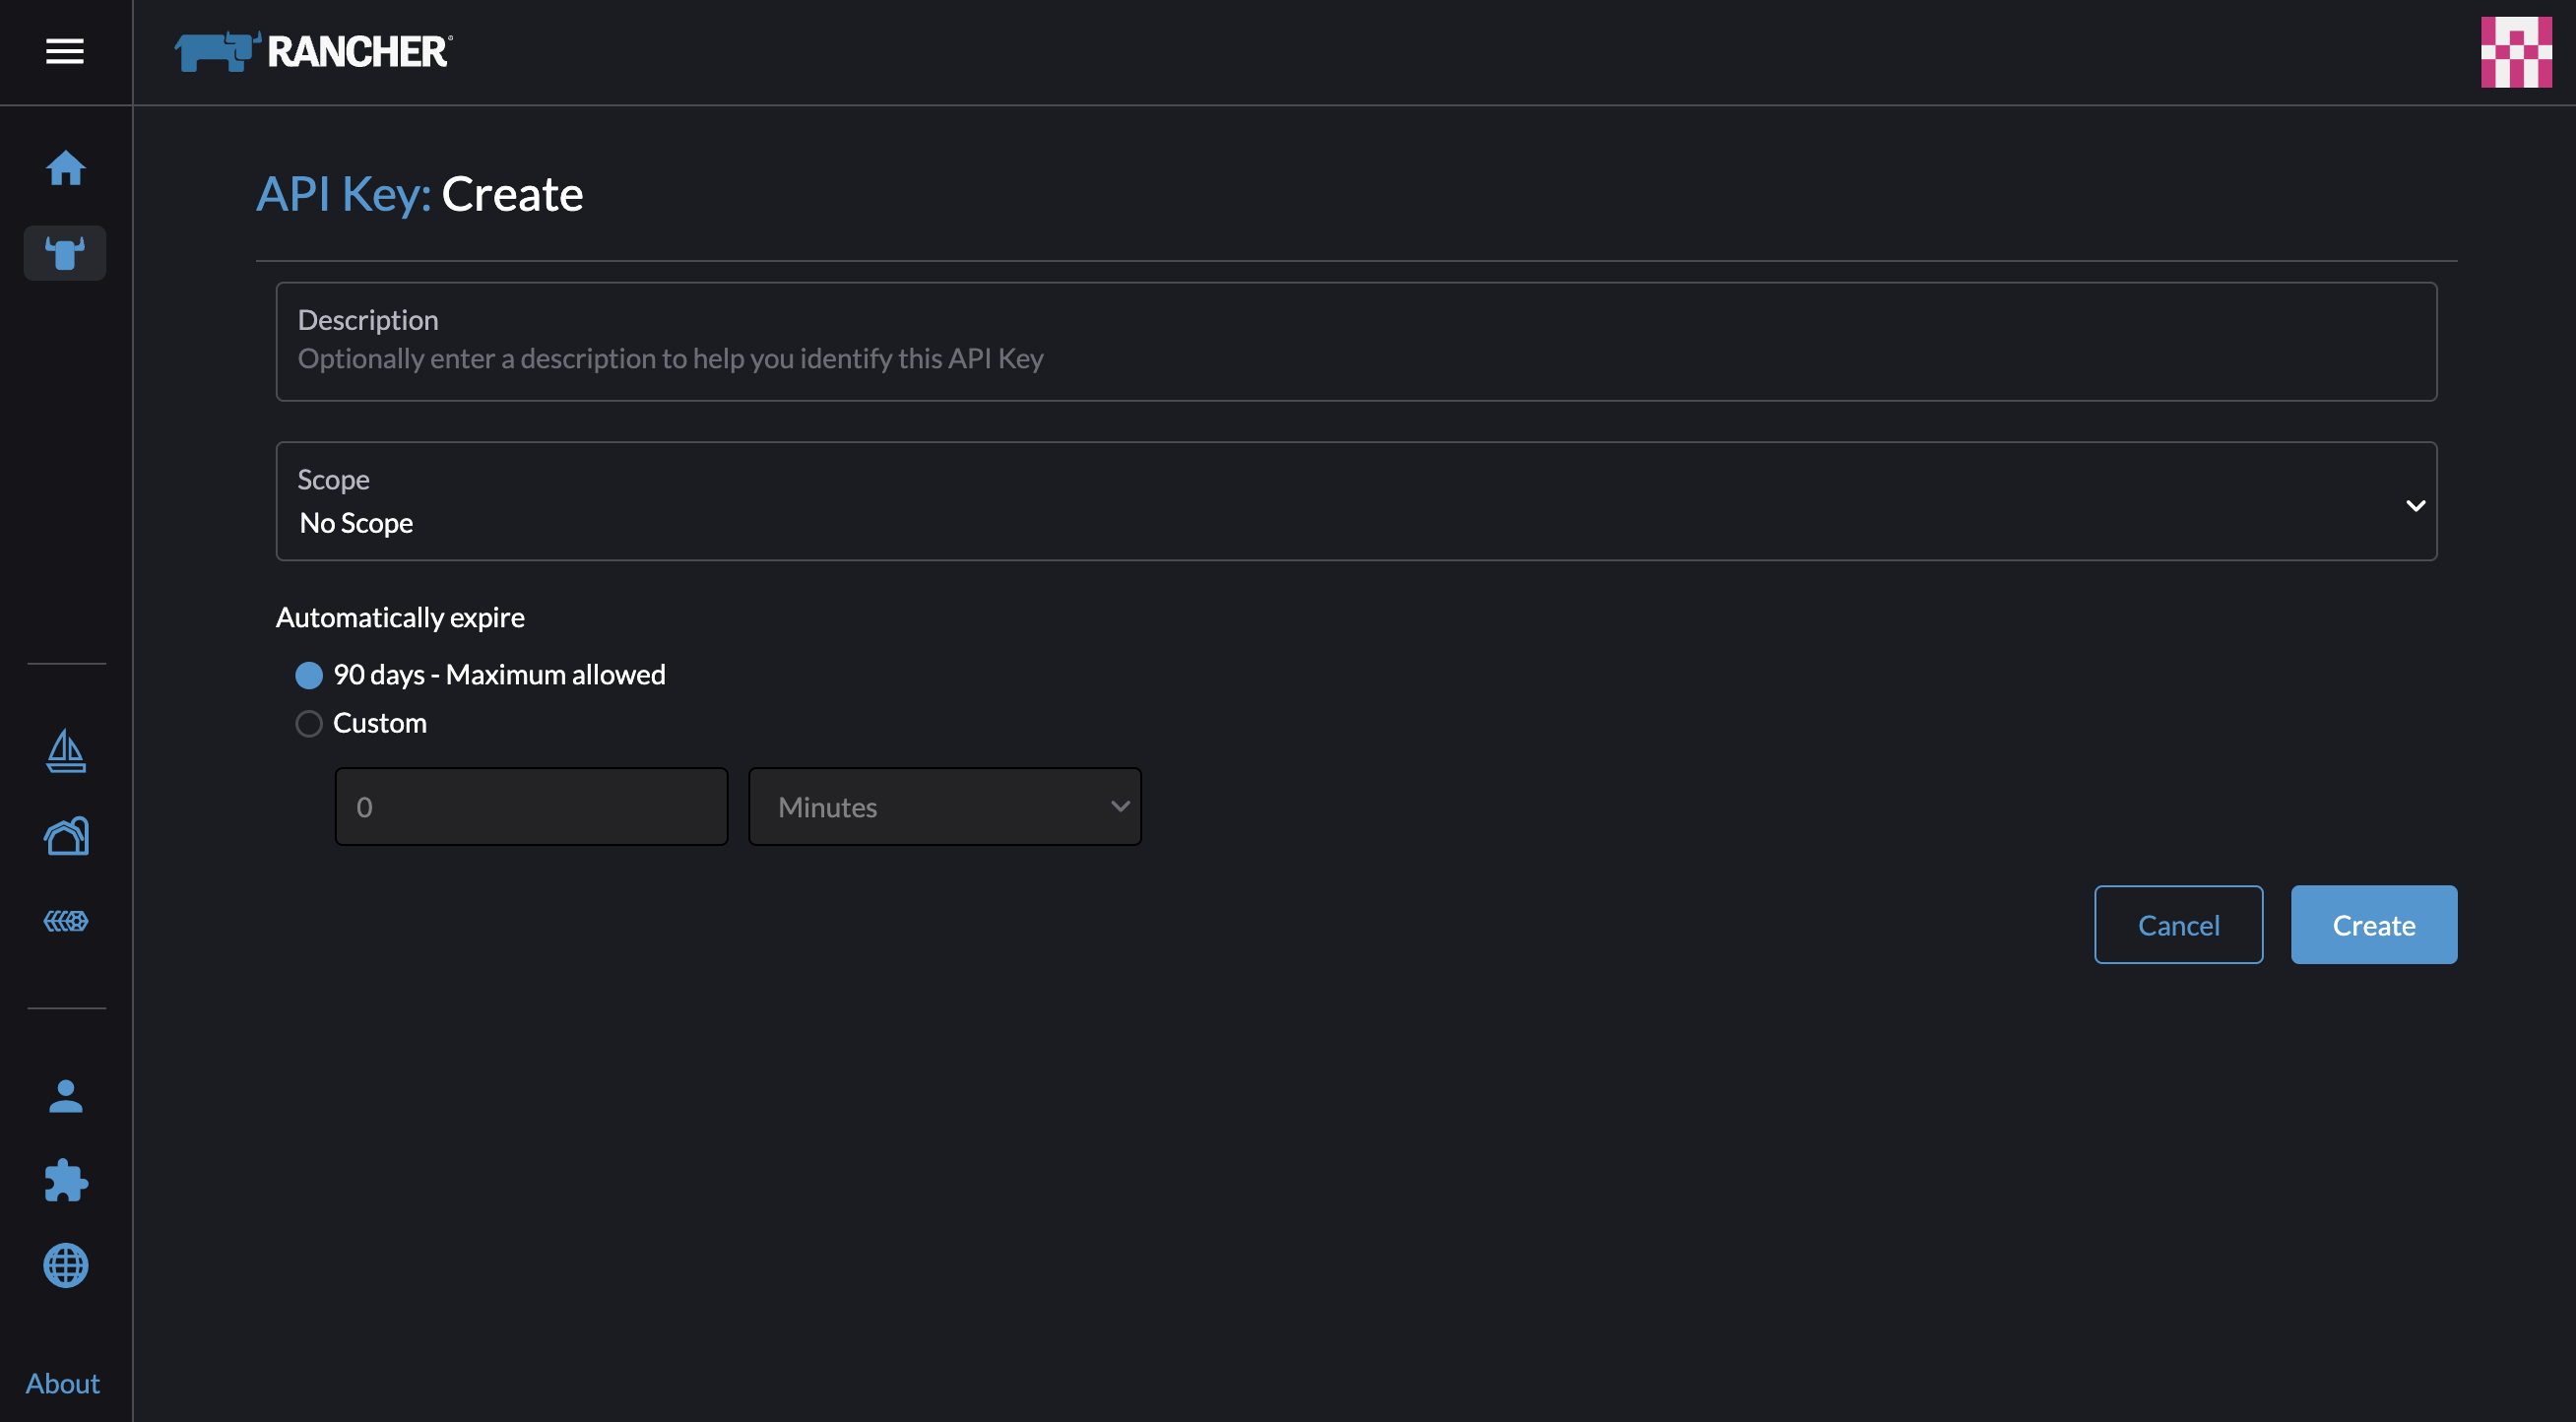 RANCHER®
API Key: Create
Description
Optionally enter a description to help you identify this API Key
Scope
No Scope
Automatically expire
90 days - Maximum allowed
Custom
0
Minutes
Cancel
Create
About